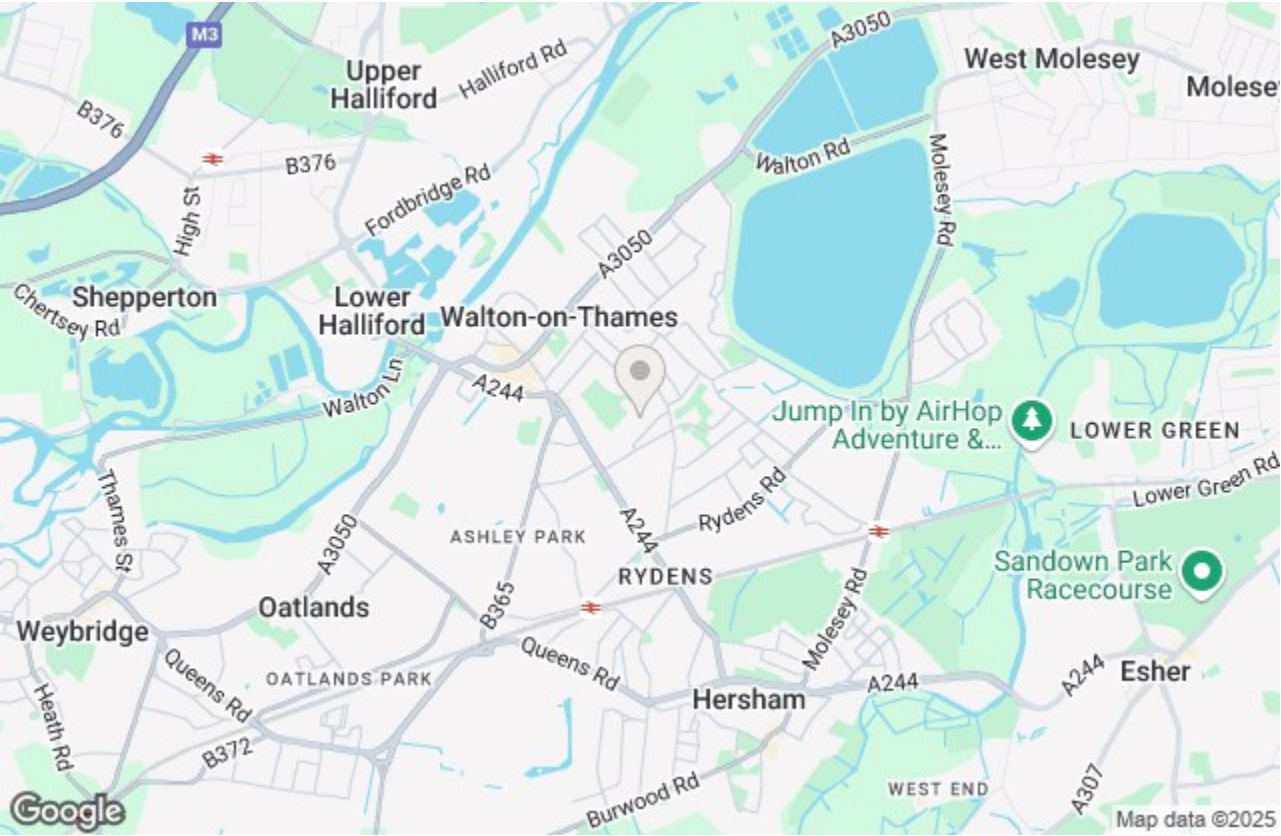 M3
A3050
West Molesey
Upper
Halliford
Halliford Rd
Molese
B376
B376
Walton Rd
Molesey Rd
High St
Fordbridge Rd
A3050
Shepperton
Lower
Halliford
Walton-on-Thames
Chertsey Rd
Walton Ln
A244
Jump In by AirHop
Adventure &...
LOWER GREEN
Lower Green Rd
Thames St
A3050
ASHLEY PARK
A244
Rydens Rd
RYDENS
Sandown Park
Racecourse
B365
Oatlands
Molesey Rd
Weybridge
Queens Rd
Queens Rd
OATLANDS PARK
Hersham
A244
A244
Esher
Heath Rd
B372
Burwood Rd
WEST END
A307
Google
Map data ©2025